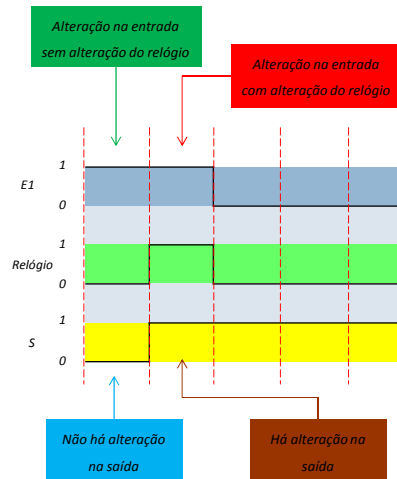 Alteração na entrada
sem alteração do relógio
Alteração na entrada
com alteração do relógio
1
E1
0
1
Relógio
0
1
S
0
Não há alteração
na saída
Há alteração na
saída